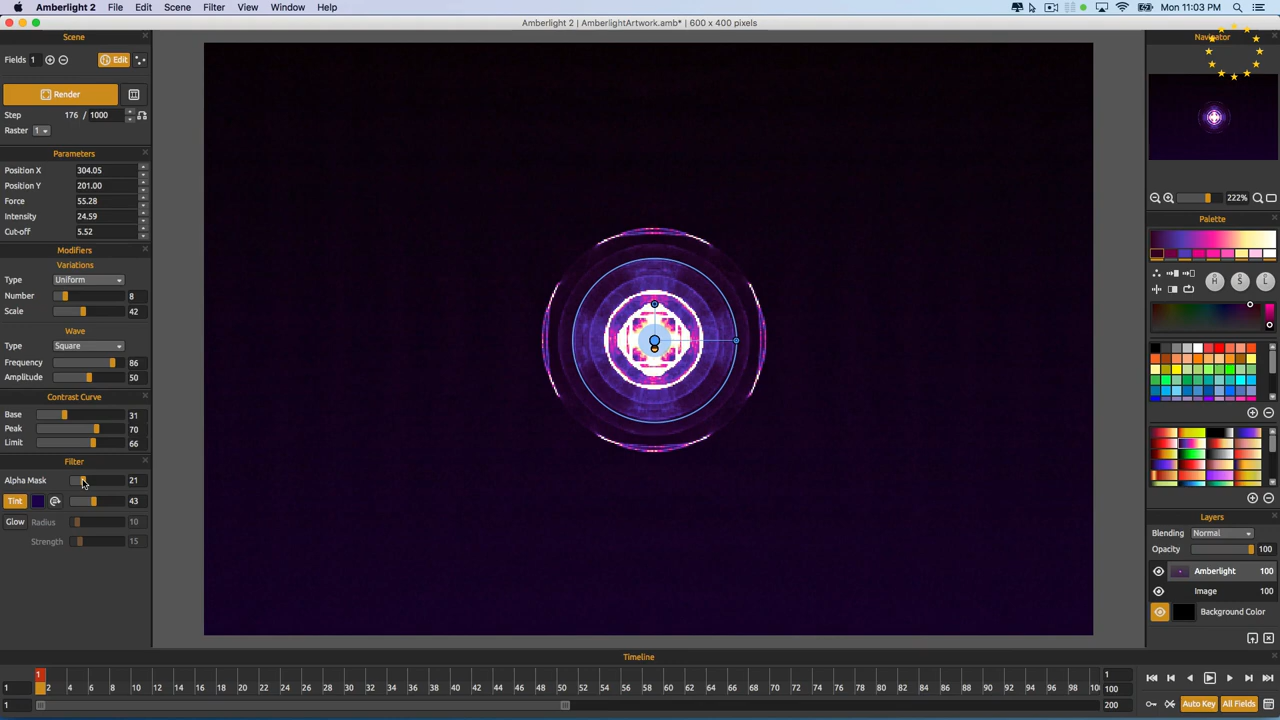 Amberlight 2 File Edit Scene Filter View Window Help Mon 11:03 PM
Amberlight 2 | AmberlightArtwork.amb* | 600 x 400 pixels
Scene
Fields 1 Edit
Render
Step 176 / 1000
Raster 1
Parameters
Position X 304.05
Position Y 201.00
Force 55.28
Intensity 24.59
Cut-off 5.52
Modifiers
Variations
Type Uniform
Number 8
Scale 42
Wave
Type Square
Frequency 86
Amplitude 50
Contrast Curve
Base 31
Peak 70
Limit 66
Filter
Alpha Mask 21
Tint 43
Glow Radius 10
Strength 15
Navigator
222%
Palette
H S L
Layers
Blending Normal
Opacity 100
Amberlight 100
Image 100
Background Color
Timeline
1 1
1 2 4 6 8 10 12 14 16 18 20 22 24 26 28 30 32 34 36 38 40 42 44 46 48 50 52 54 56 58 60 62 64 66 68 70 72 74 76 78 80 82 84 86 88 90 92 94 96 98 10 100
1 200
Auto Key All Fields